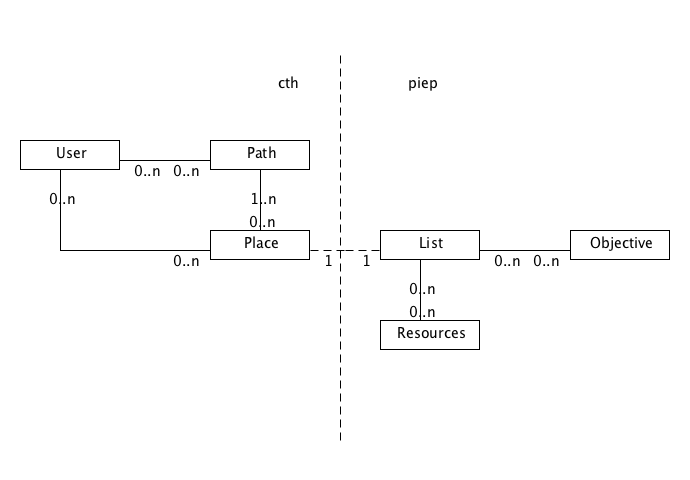 cth piep
User Path
0..n 0..n
0..n 1..n
0..n
Place List Objective
0..n 1 1 0..n 0..n
0..n
0..n
Resources